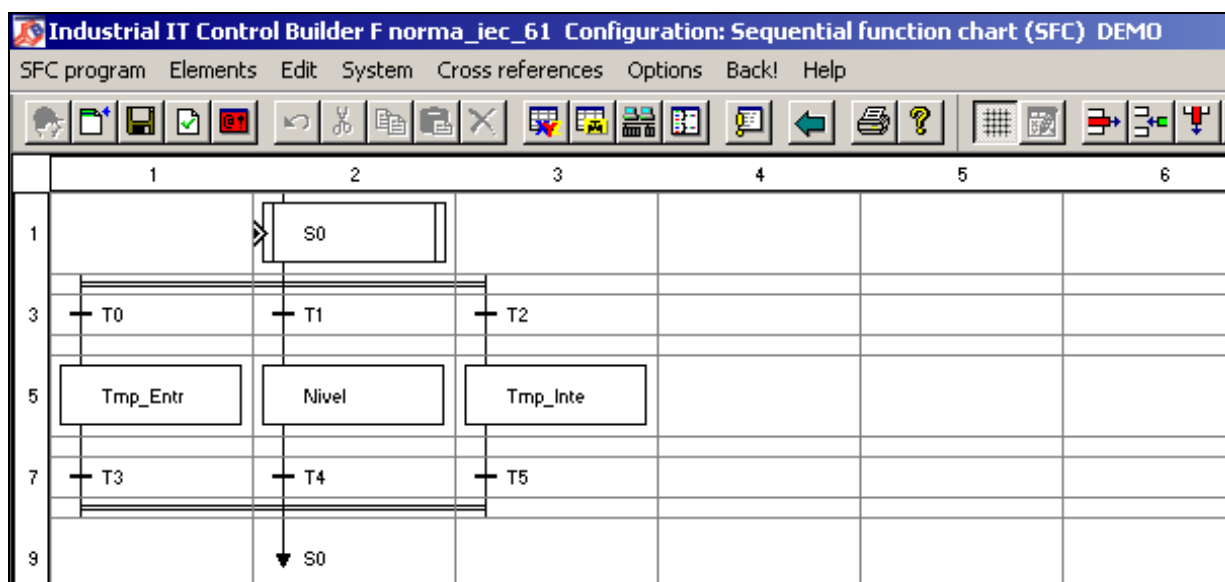 Industrial IT Control Builder F norma_iec_61 Configuration: Sequential function chart (SFC) DEMO
SFC program Elements Edit System Cross references Options Back! Help
1 2 3 4 5 6
1 S0
3 T0 T1 T2
5 Tmp_Entr Nivel Tmp_Inte
7 T3 T4 T5
9 S0